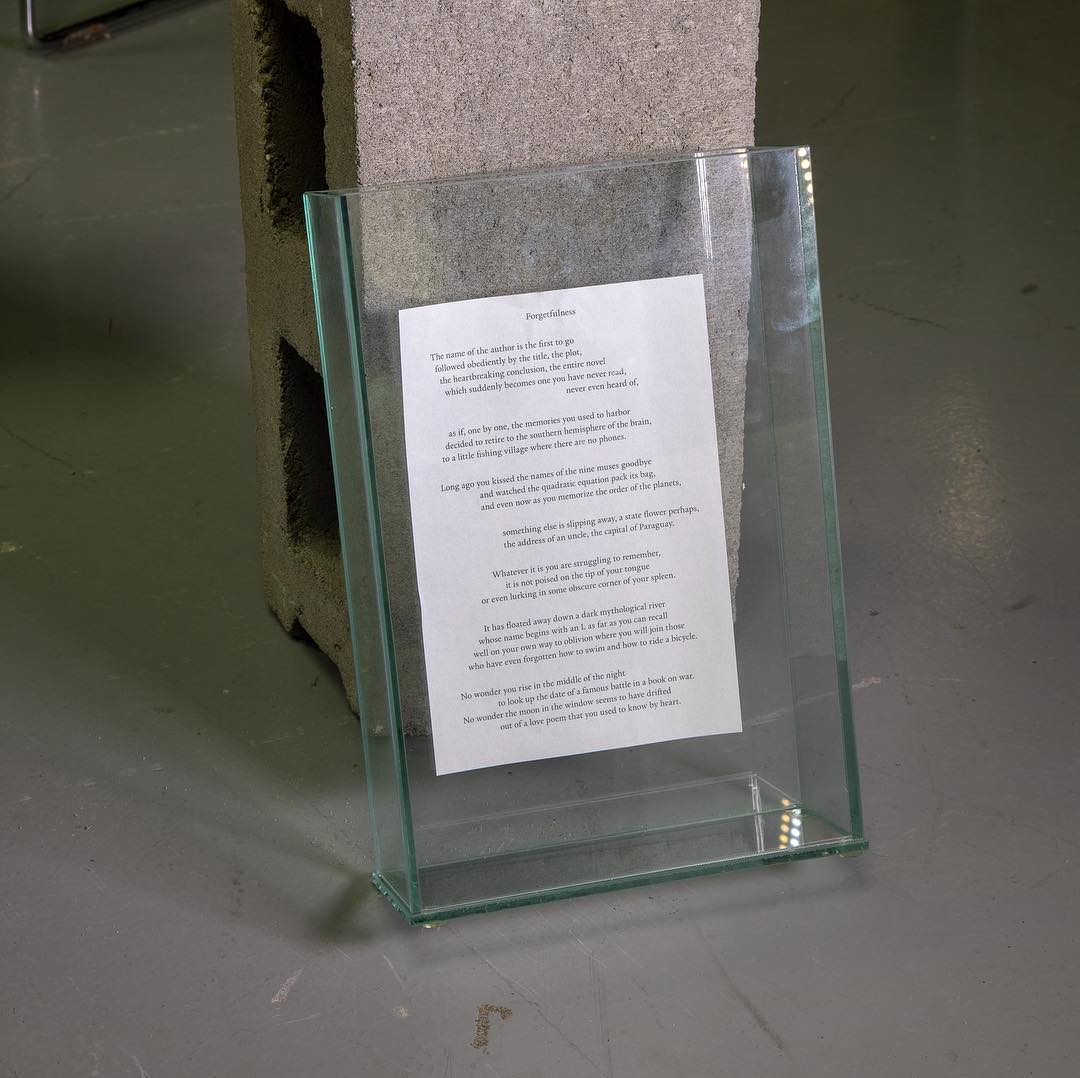 Forgetfulness
The name of the author is the first to go
followed obediently by the title, the plot,
the heartbreaking conclusion, the entire novel
which suddenly becomes one you have never read,
never even heard of,
as if, one by one, the memories you used to harbor
decided to retire to the southern hemisphere of the brain,
to a little fishing village where there are no phones.
Long ago you kissed the names of the nine muses goodbye
and watched the quadratic equation pack its bag,
and even now as you memorize the order of the planets,
something else is slipping away, a state flower perhaps,
the address of an uncle, the capital of Paraguay.
Whatever it is you are struggling to remember,
it is not poised on the tip of your tongue
or even lurking in some obscure corner of your spleen.
It has floated away down a dark mythological river
whose name begins with an L as far as you can recall
well on your own way to oblivion where you will join those
who have even forgotten how to swim and how to ride a bicycle.
No wonder you rise in the middle of the night
to look up the date of a famous battle in a book on war.
No wonder the moon in the window seems to have drifted
out of a love poem that you used to know by heart.